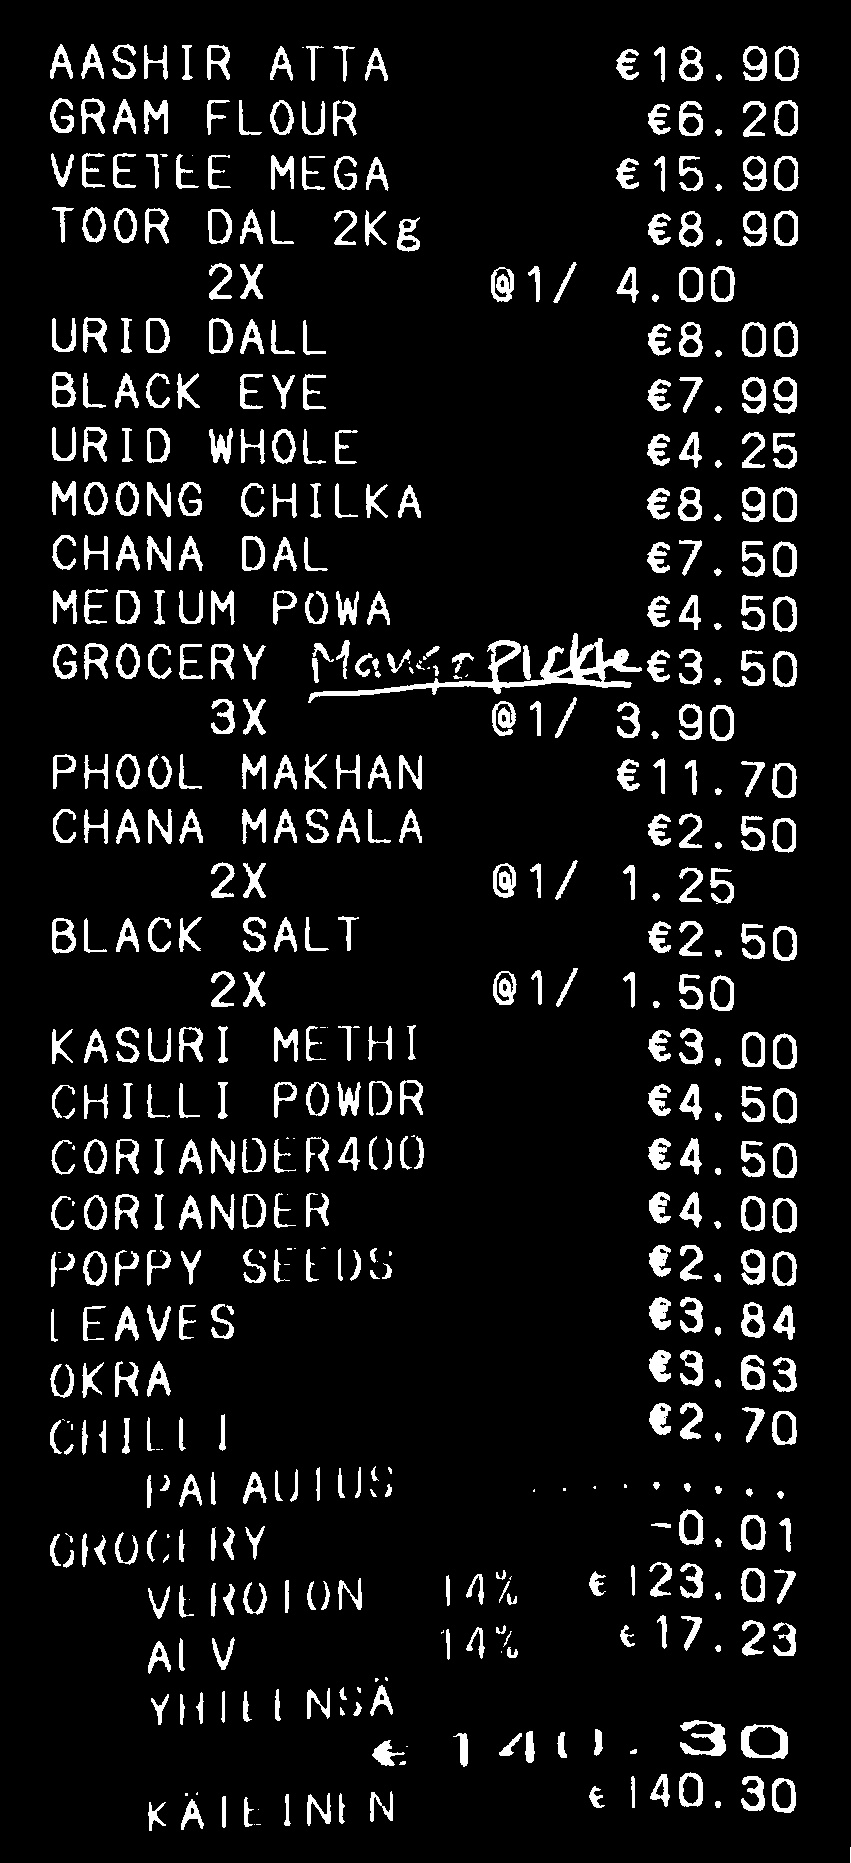 AASHIR ATTA €18.90
GRAM FLOUR €6.20
VEETEE MEGA €15.90
TOOR DAL 2Kg €8.90
2X @1/ 4.00
URID DALL €8.00
BLACK EYE €7.99
URID WHOLE €4.25
MOONG CHILKA €8.90
CHANA DAL €7.50
MEDIUM POWA €4.50
GROCERY Mango Pickle €3.50
3X @1/ 3.90
PHOOL MAKHAN €11.70
CHANA MASALA €2.50
2X @1/ 1.25
BLACK SALT €2.50
2X @1/ 1.50
KASURI METHI €3.00
CHILLI POWDR €4.50
CORIANDER400 €4.50
CORIANDER €4.00
POPPY SEEDS €2.90
LEAVES €3.84
OKRA €3.63
CHILLI €2.70
PALAUTUS .........
GROCERY -0.01
VEROTON 14% €123.07
ALV 14% €17.23
YHTEENSÄ
€ 140.30
KÄTEINEN €140.30